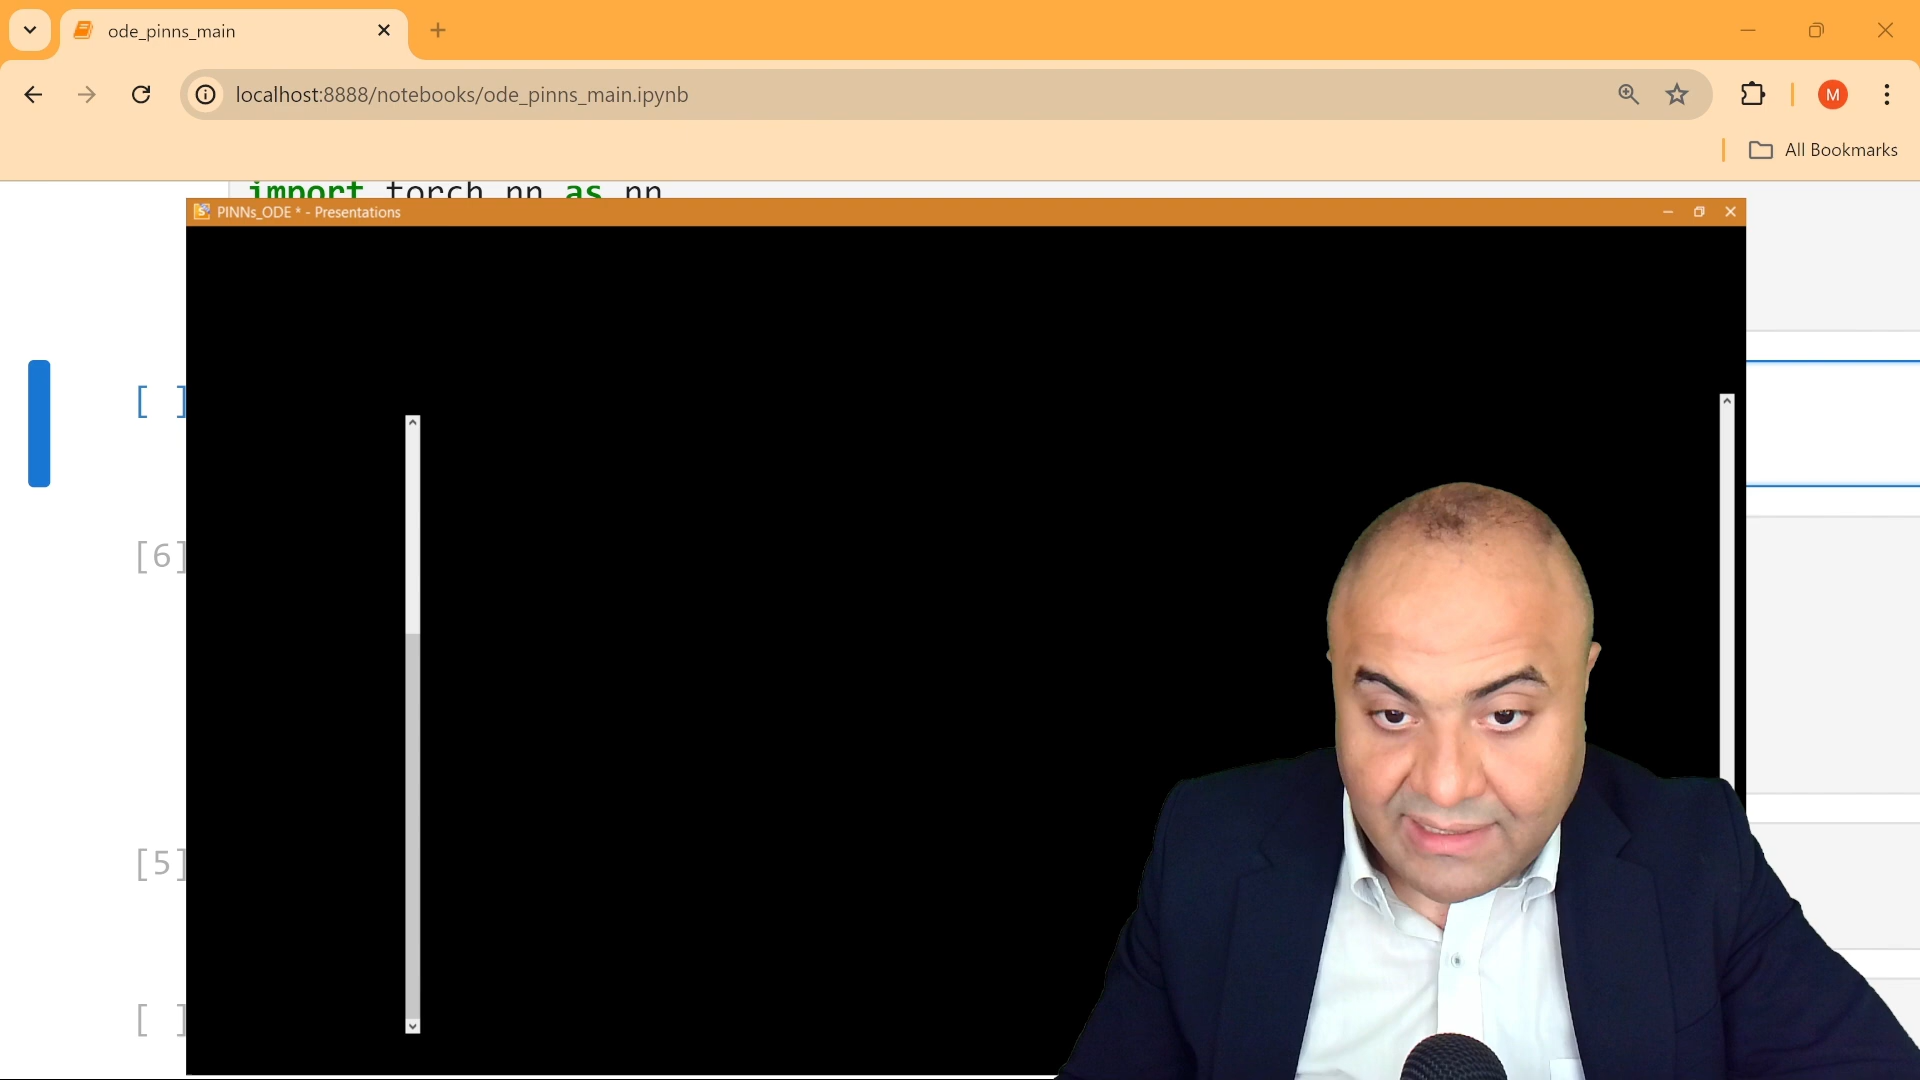 ode_pinns_main
localhost:8888/notebooks/ode_pinns_main.ipynb
M
All Bookmarks
import torch.nn as nn
PINNs_ODE * - Presentations
[ ]
[6]
[5]
[ ]